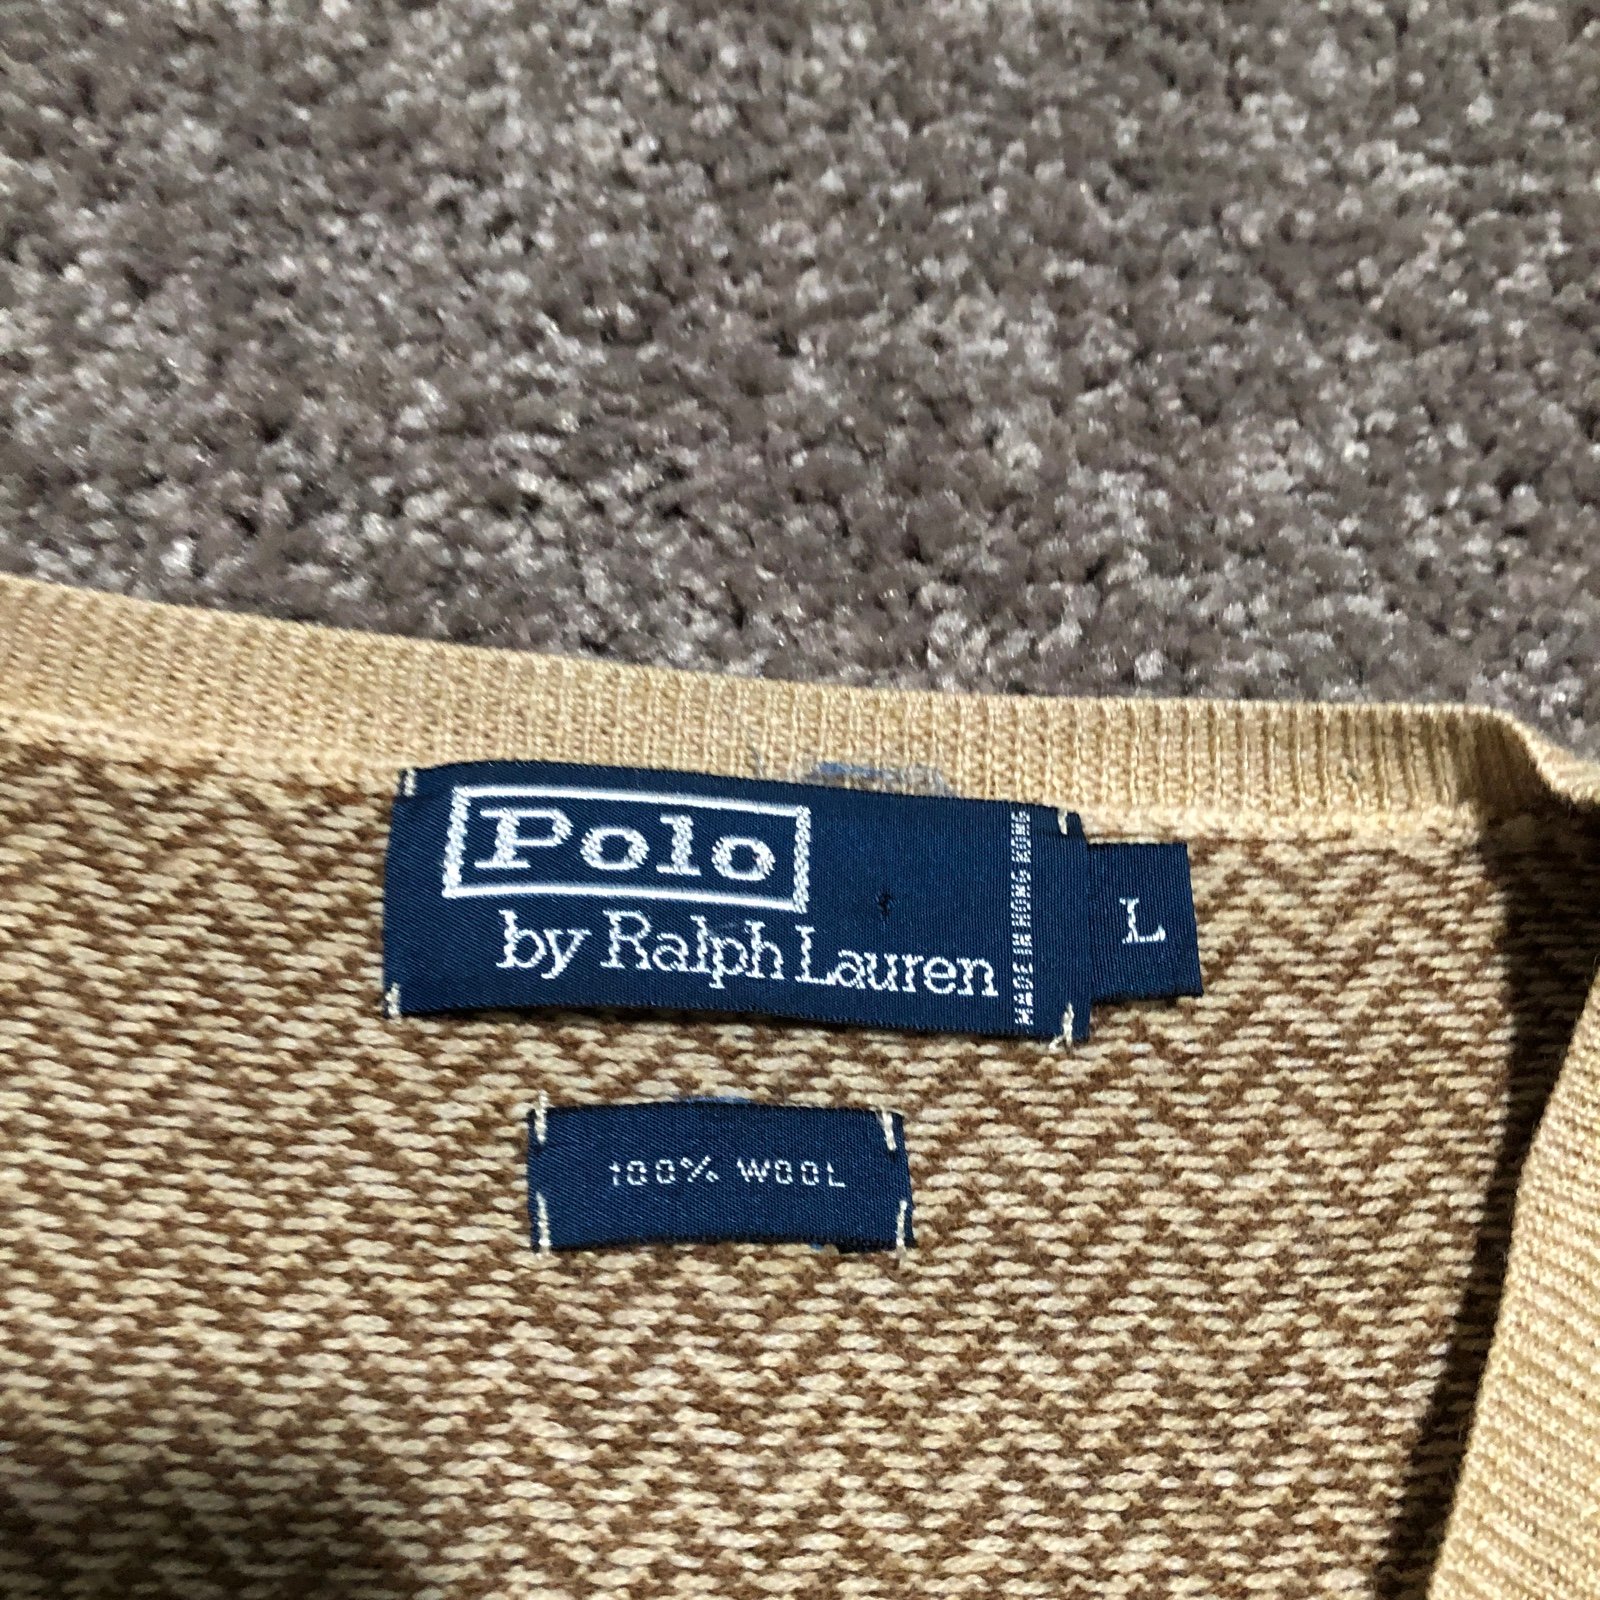 Polo
by Ralph Lauren
MADE IN HONG KONG
L
100% WOOL